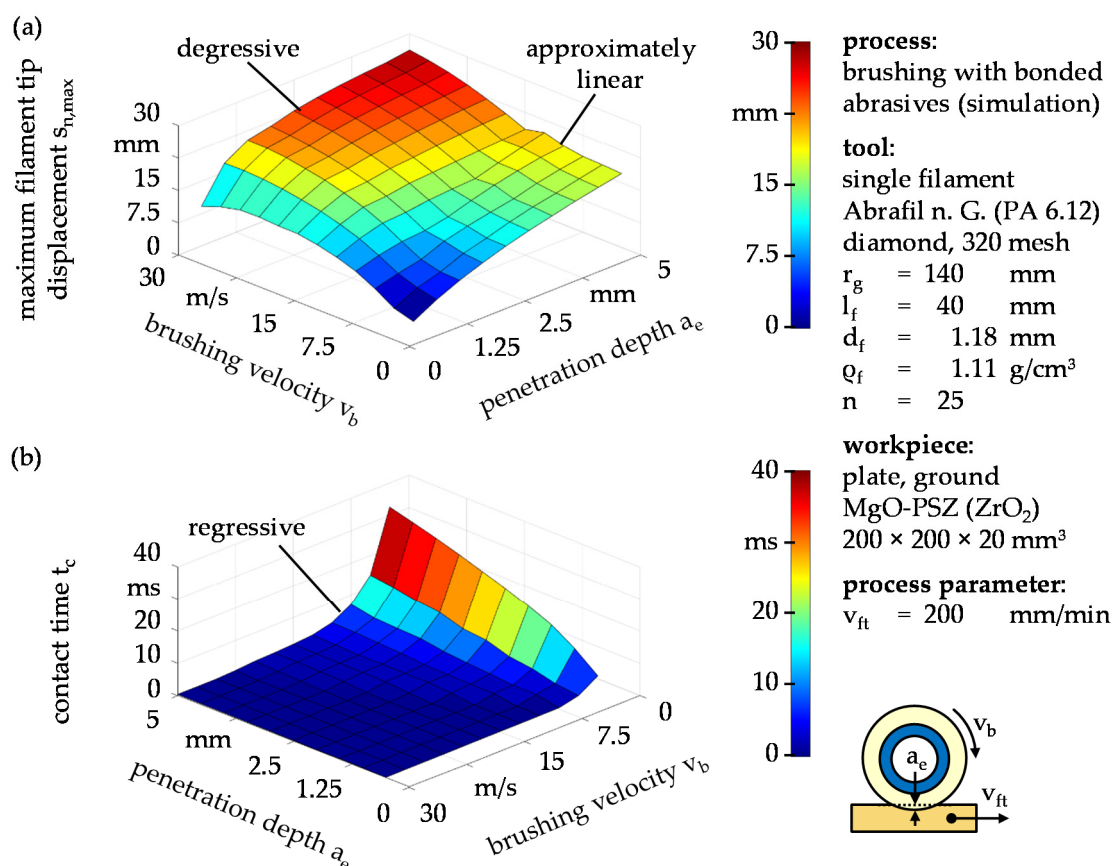 (a)
degressive
approximately
linear
maximum filament tip
displacement s_n,max
30
mm
15
7.5
0
30
m/s
15
7.5
0
brushing velocity v_b
0
1.25
2.5
mm
5
penetration depth a_e
30
mm
15
7.5
0
(b)
regressive
contact time t_c
40
ms
20
10
0
5
mm
2.5
1.25
0
penetration depth a_e
30
m/s
15
7.5
0
brushing velocity v_b
40
ms
20
10
0
process:
brushing with bonded
abrasives (simulation)
tool:
single filament
Abrafil n. G. (PA 6.12)
diamond, 320 mesh
r_g = 140 mm
l_f = 40 mm
d_f = 1.18 mm
ϱ_f = 1.11 g/cm³
n = 25
workpiece:
plate, ground
MgO-PSZ (ZrO₂)
200 × 200 × 20 mm³
process parameter:
v_ft = 200 mm/min
v_b
a_e
v_ft